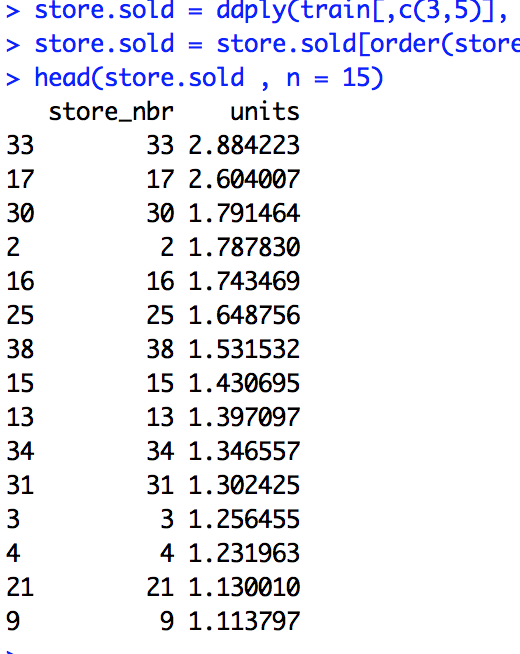 > store.sold = ddply(train[,c(3,5)],
> store.sold = store.sold[order(store
> head(store.sold , n = 15)
   store_nbr    units
33        33 2.884223
17        17 2.604007
30        30 1.791464
2          2 1.787830
16        16 1.743469
25        25 1.648756
38        38 1.531532
15        15 1.430695
13        13 1.397097
34        34 1.346557
31        31 1.302425
3          3 1.256455
4          4 1.231963
21        21 1.130010
9          9 1.113797
>